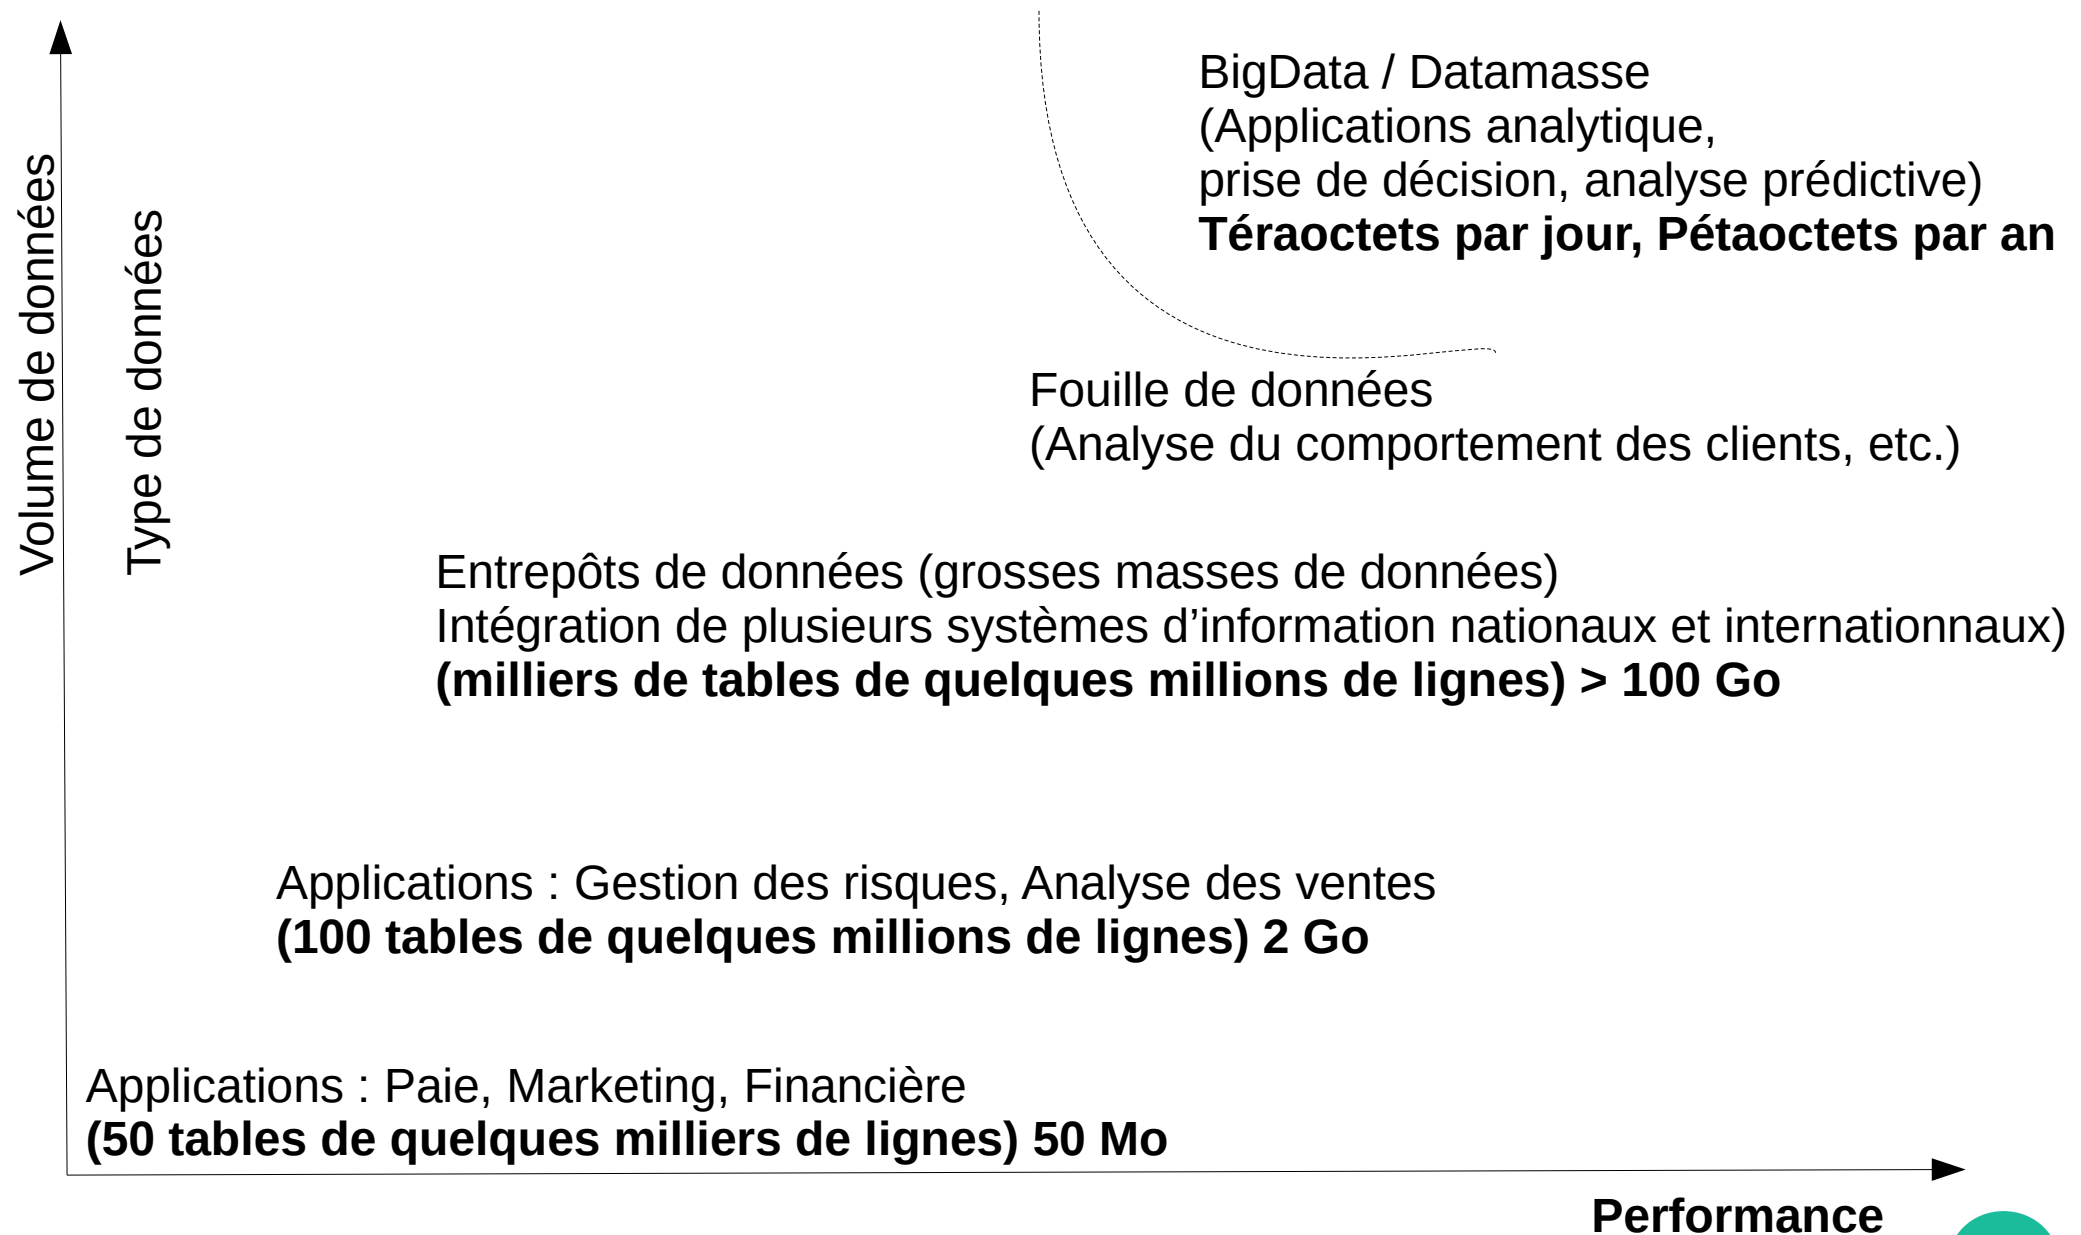 Volume de données
Type de données
BigData / Datamasse
(Applications analytique,
prise de décision, analyse prédictive)
Téraoctets par jour, Pétaoctets par an
Fouille de données
(Analyse du comportement des clients, etc.)
Entrepôts de données (grosses masses de données)
Intégration de plusieurs systèmes d’information nationaux et internationnaux)
(milliers de tables de quelques millions de lignes) > 100 Go
Applications : Gestion des risques, Analyse des ventes
(100 tables de quelques millions de lignes) 2 Go
Applications : Paie, Marketing, Financière
(50 tables de quelques milliers de lignes) 50 Mo
Performance